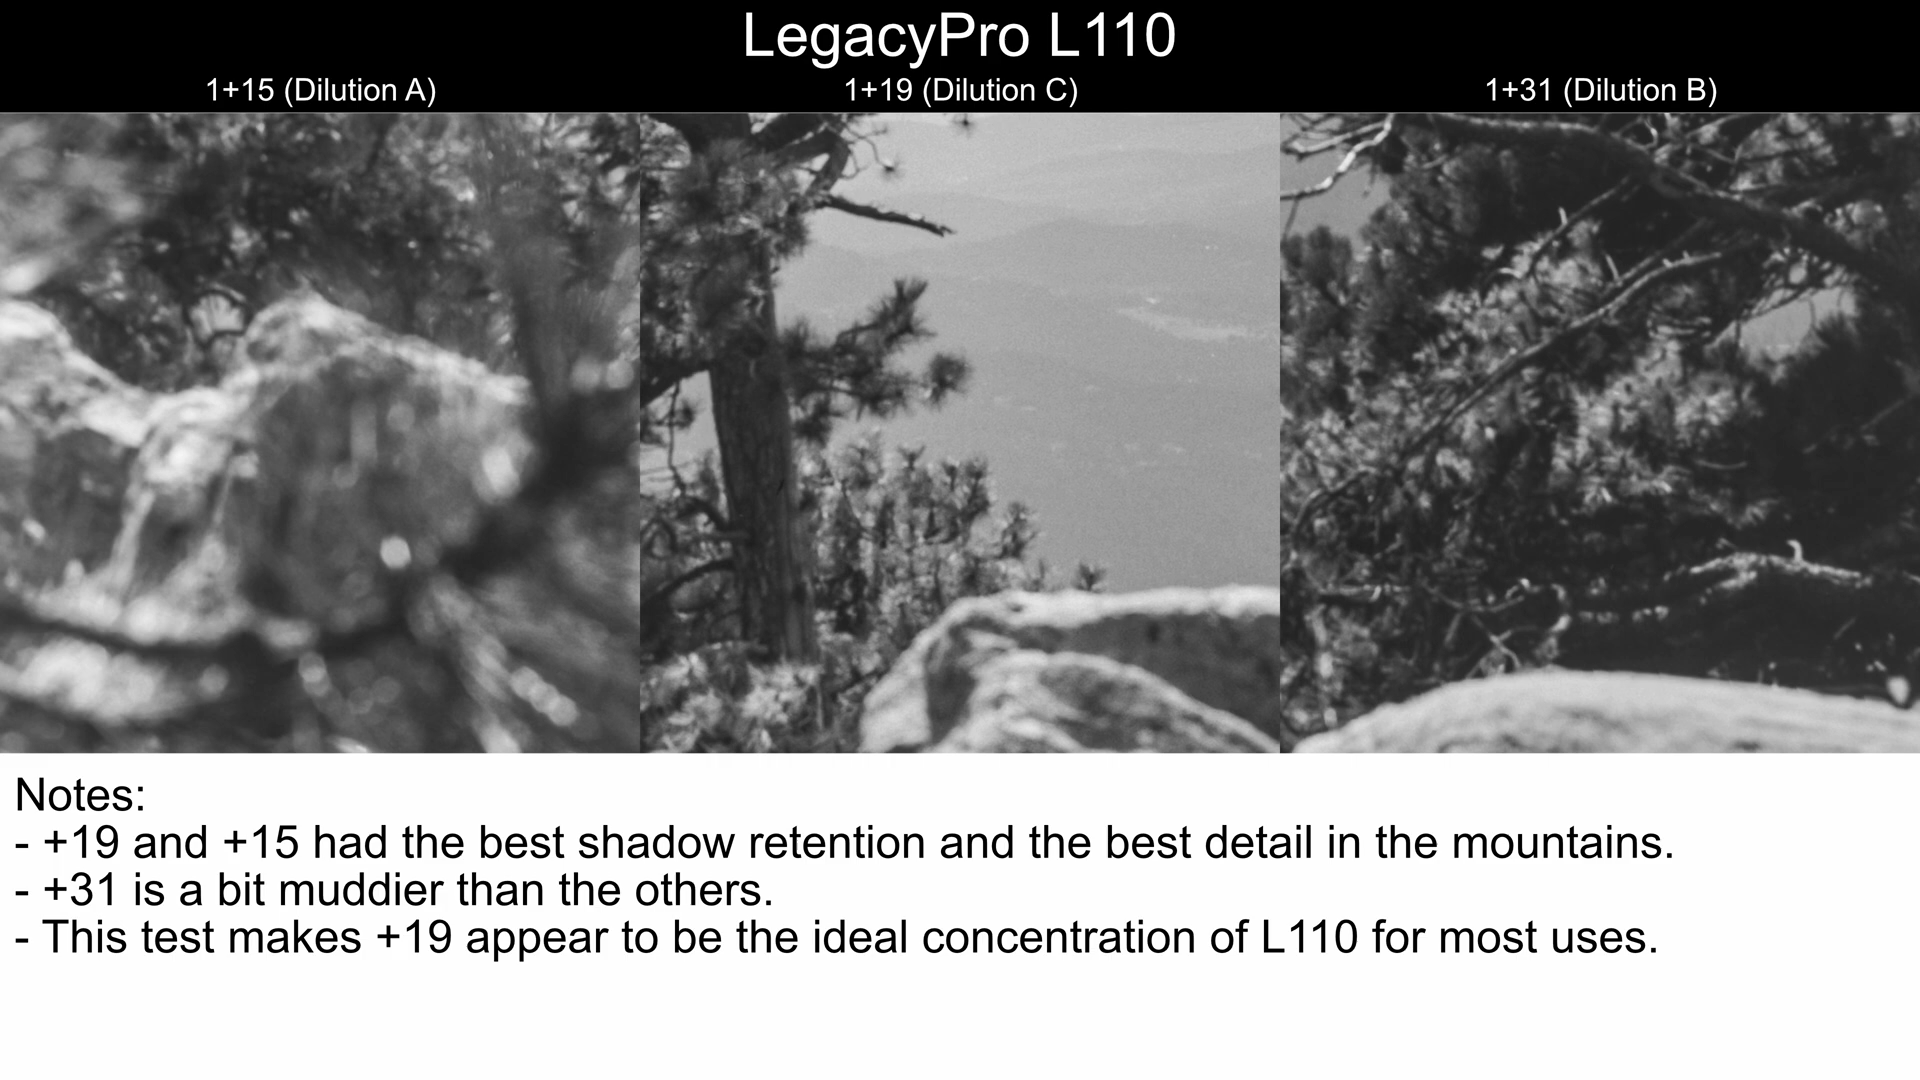 LegacyPro L110
1+15 (Dilution A)
1+19 (Dilution C)
1+31 (Dilution B)
Notes:
- +19 and +15 had the best shadow retention and the best detail in the mountains.
- +31 is a bit muddier than the others.
- This test makes +19 appear to be the ideal concentration of L110 for most uses.